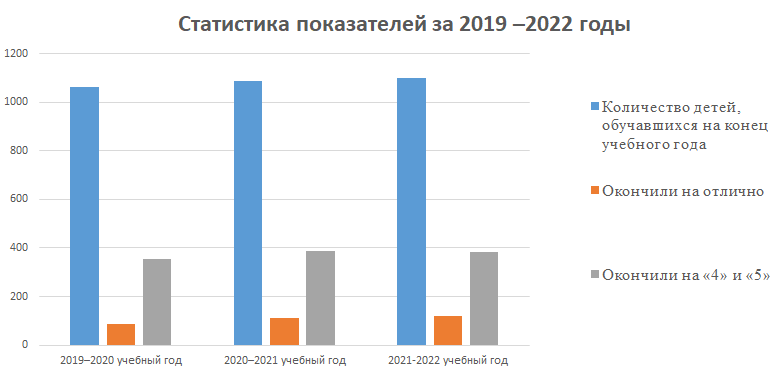 Статистика показателей за 2019 –2022 годы
1200
1000
800
600
400
200
0
2019–2020 учебный год
2020–2021 учебный год
2021-2022 учебный год
Количество детей,
обучавшихся на конец
учебного года
Окончили на отлично
Окончили на «4» и «5»